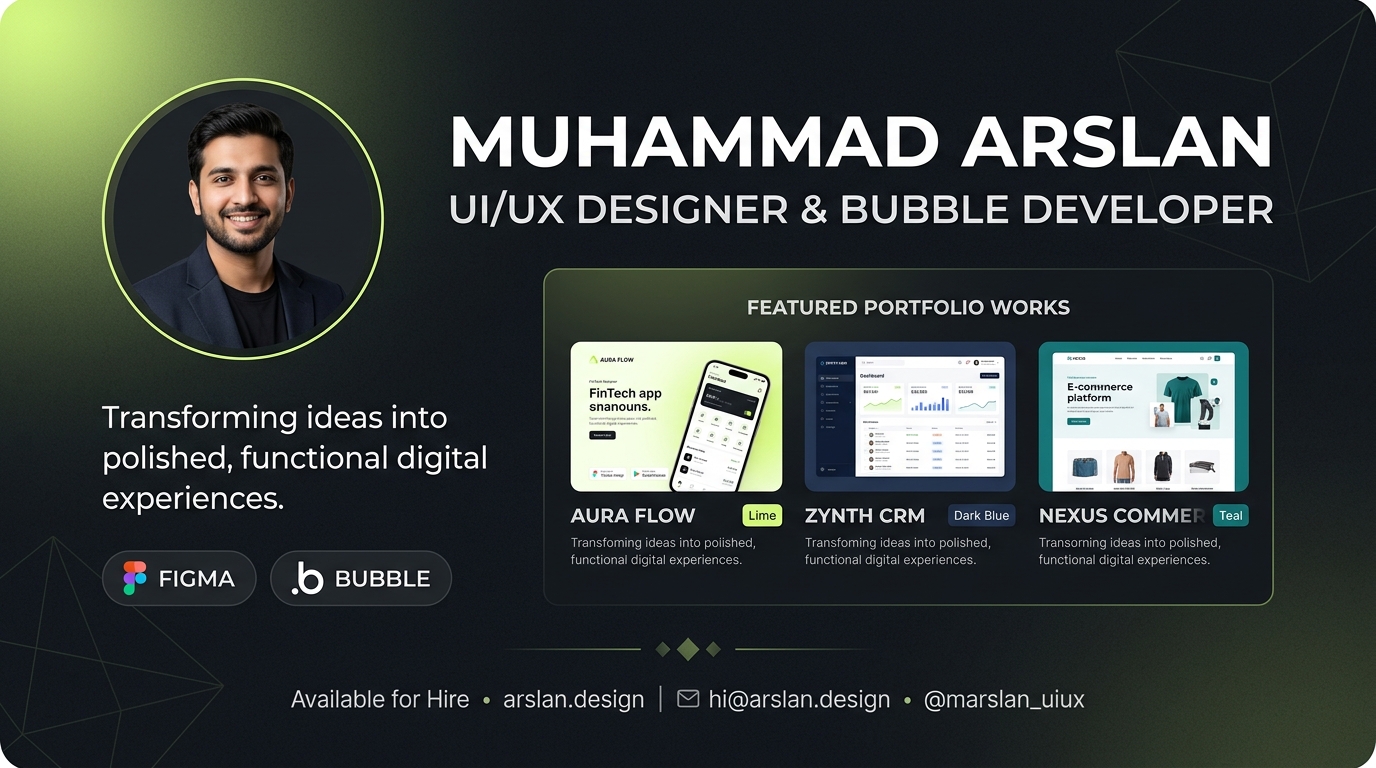 MUHAMMAD ARSLAN
UI/UX DESIGNER & BUBBLE DEVELOPER
Transforming ideas into
polished, functional digital
experiences.
FIGMA
BUBBLE
FEATURED PORTFOLIO WORKS
AURA FLOW
FinTech app
snanouns.
AURA FLOW
Lime
Transfoming ideas into polished,
functional digital experiences.
Dashboard
ZYNTH CRM
Dark Blue
Transfoming ideas into polished,
functional digital experiences.
E-commerce
platform
NEXUS COMMER
Teal
Transorning ideas into polished,
functional digital experiences.
Available for Hire • arslan.design | hi@arslan.design • @marslan_uiux